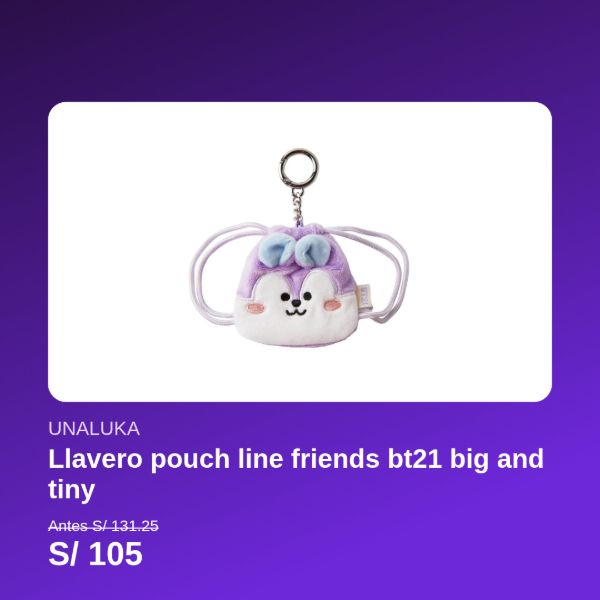 UNALUKA
Llavero pouch line friends bt21 big and
tiny
Antes S/ 131.25
S/ 105